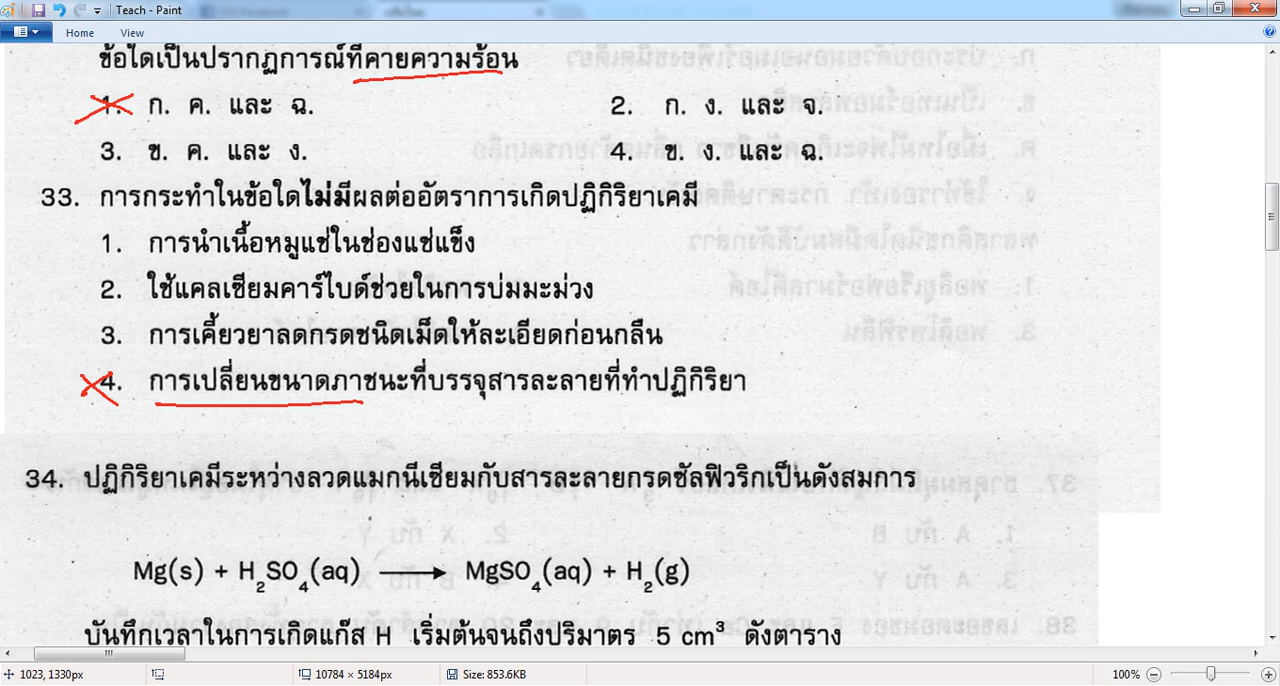 Teach - Paint
Home View
ข้อใดเป็นปรากฏการณ์ที่คายความร้อน
1. ก. ค. และ ฉ. 2. ก. ง. และ จ.
3. ข. ค. และ ง. 4. ข. ง. และ ฉ.
33. การกระทำในข้อใดไม่มีผลต่ออัตราการเกิดปฏิกิริยาเคมี
1. การนำเนื้อหมูแช่ในช่องแช่แข็ง
2. ใช้แคลเซียมคาร์ไบด์ช่วยในการบ่มมะม่วง
3. การเคี้ยวยาลดกรดชนิดเม็ดให้ละเอียดก่อนกลืน
4. การเปลี่ยนขนาดภาชนะที่บรรจุสารละลายที่ทำปฏิกิริยา
34. ปฏิกิริยาเคมีระหว่างลวดแมกนีเซียมกับสารละลายกรดซัลฟิวริกเป็นดังสมการ
Mg(s) + H₂SO₄(aq) ⟶ MgSO₄(aq) + H₂(g)
บันทึกเวลาในการเกิดแก๊ส H เริ่มต้นจนถึงปริมาตร 5 cm³ ดังตาราง
1023, 1330px 10784 × 5184px Size: 853.6KB 100%